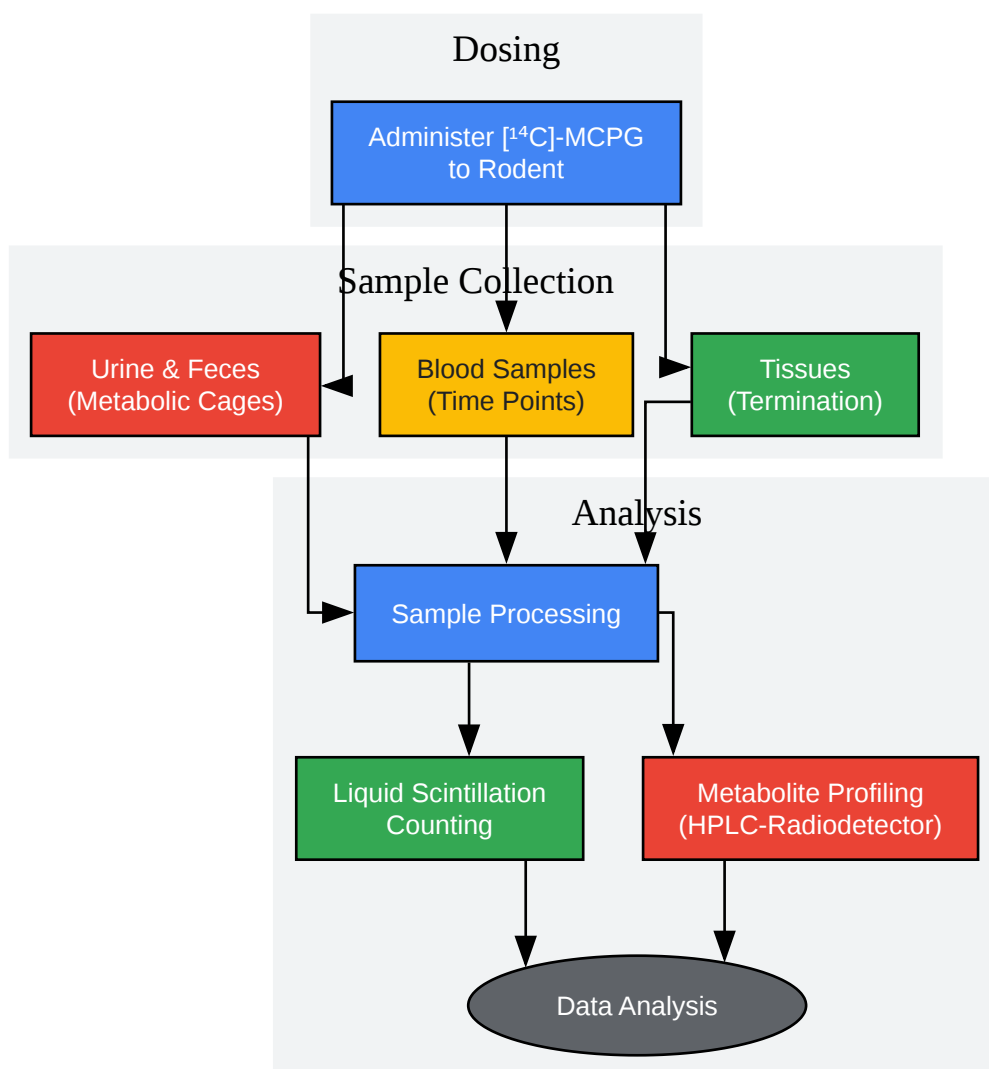 Dosing
Administer [¹⁴C]-MCPG
to Rodent
Sample Collection
Urine & Feces
(Metabolic Cages)
Blood Samples
(Time Points)
Tissues
(Termination)
Analysis
Sample Processing
Liquid Scintillation
Counting
Metabolite Profiling
(HPLC-Radiodetector)
Data Analysis